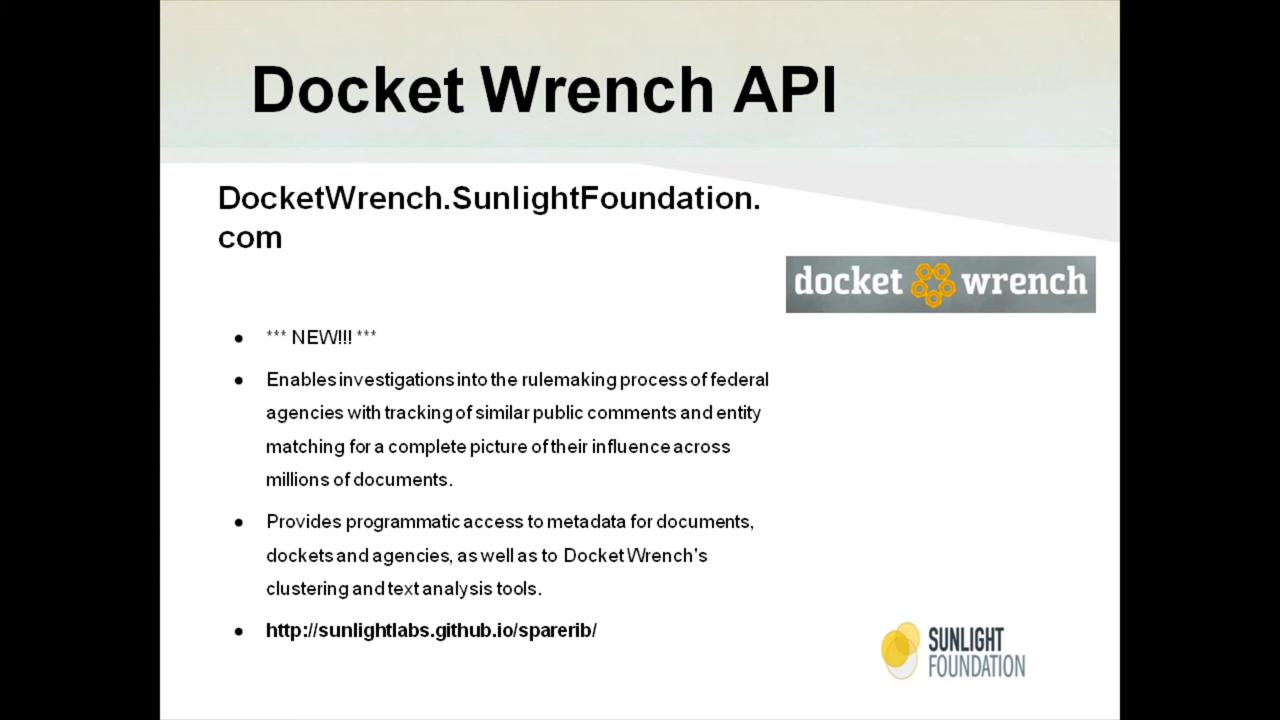 Docket Wrench API
DocketWrench.SunlightFoundation.
com
docket wrench
● *** NEW!!! ***
● Enables investigations into the rulemaking process of federal
agencies with tracking of similar public comments and entity
matching for a complete picture of their influence across
millions of documents.
● Provides programmatic access to metadata for documents,
dockets and agencies, as well as to Docket Wrench's
clustering and text analysis tools.
● http://sunlightlabs.github.io/sparerib/
SUNLIGHT
FOUNDATION